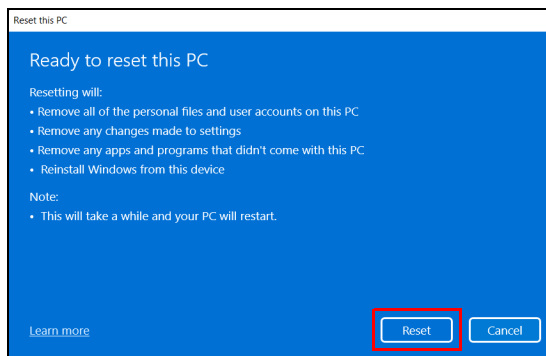 Reset this PC
Ready to reset this PC
Resetting will:
• Remove all of the personal files and user accounts on this PC
• Remove any changes made to settings
• Remove any apps and programs that didn't come with this PC
• Reinstall Windows from this device
Note:
• This will take a while and your PC will restart.
Learn more
Reset
Cancel